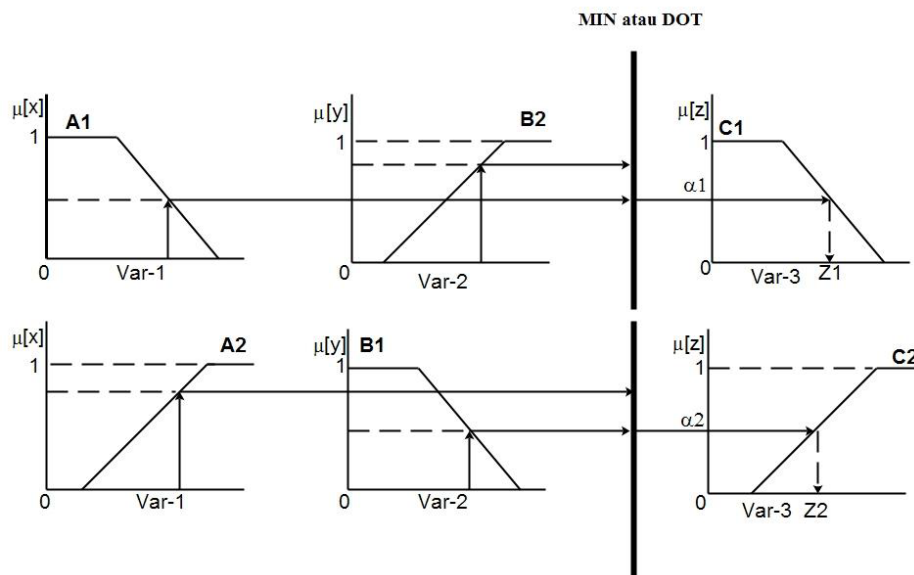 MIN atau DOT
μ[x]
A1
1
0
Var-1
μ[y]
B2
1
0
Var-2
μ[z]
C1
1
α1
0
Var-3
Z1
μ[x]
A2
1
0
Var-1
μ[y]
B1
1
0
Var-2
μ[z]
C2
1
α2
0
Var-3
Z2